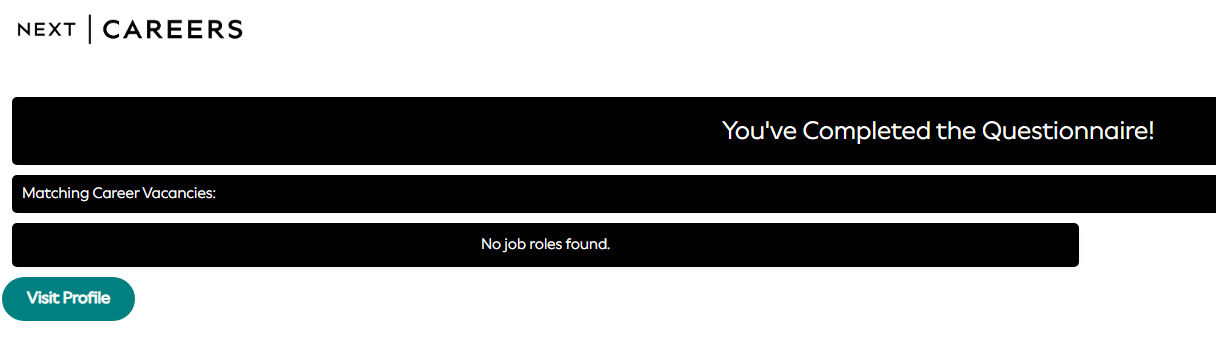 NEXT | CAREERS
You've Completed the Questionnaire!
Matching Career Vacancies:
No job roles found.
Visit Profile